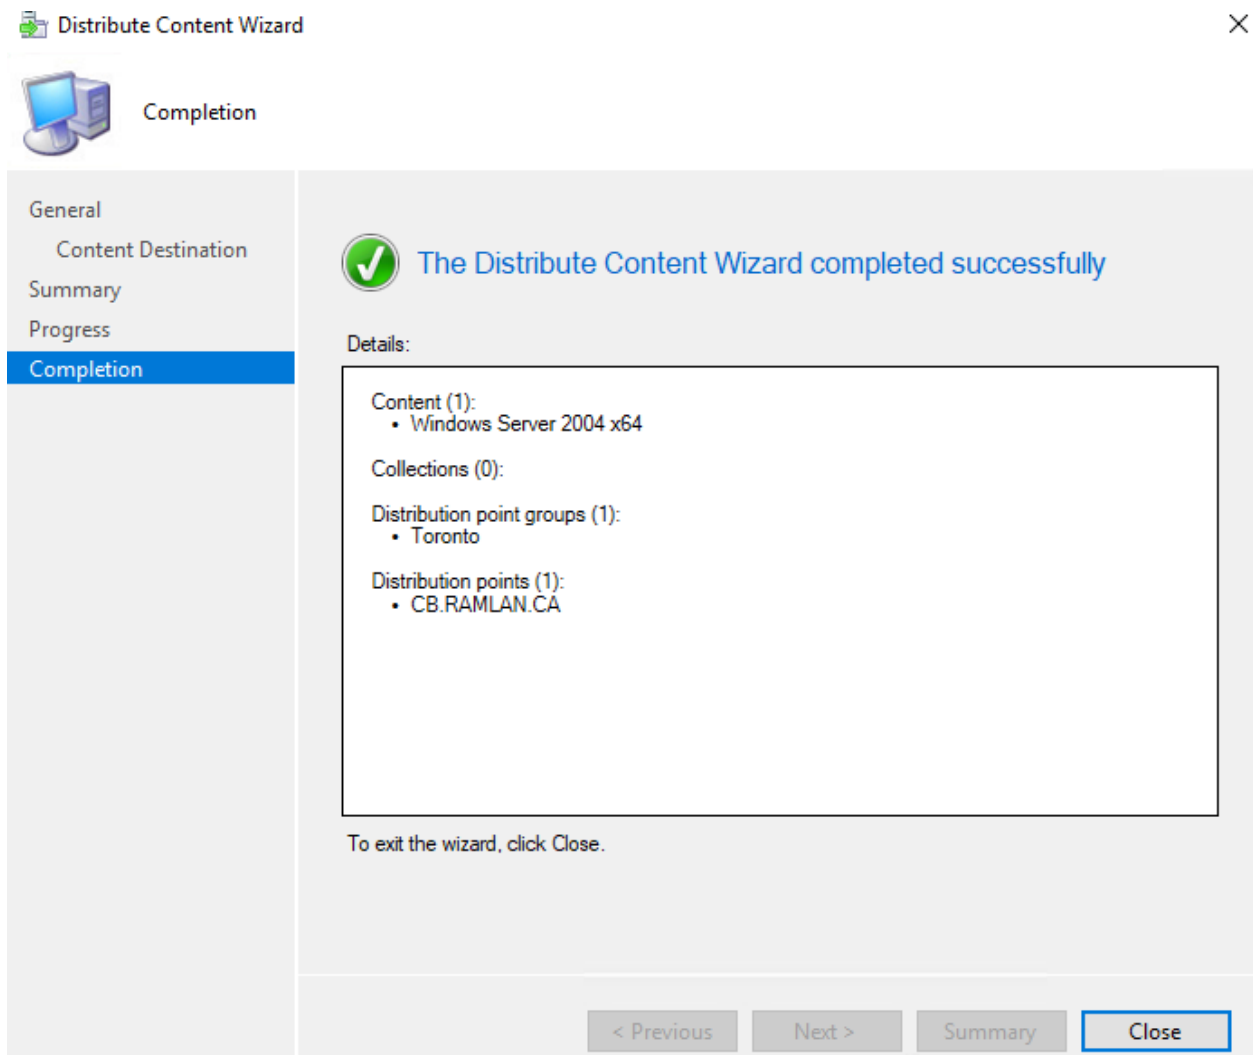 Distribute Content Wizard
Completion
General
Content Destination
Summary
Progress
Completion
The Distribute Content Wizard completed successfully
Details:
Content (1):
• Windows Server 2004 x64
Collections (0):
Distribution point groups (1):
• Toronto
Distribution points (1):
• CB.RAMLAN.CA
To exit the wizard, click Close.
< Previous
Next >
Summary
Close